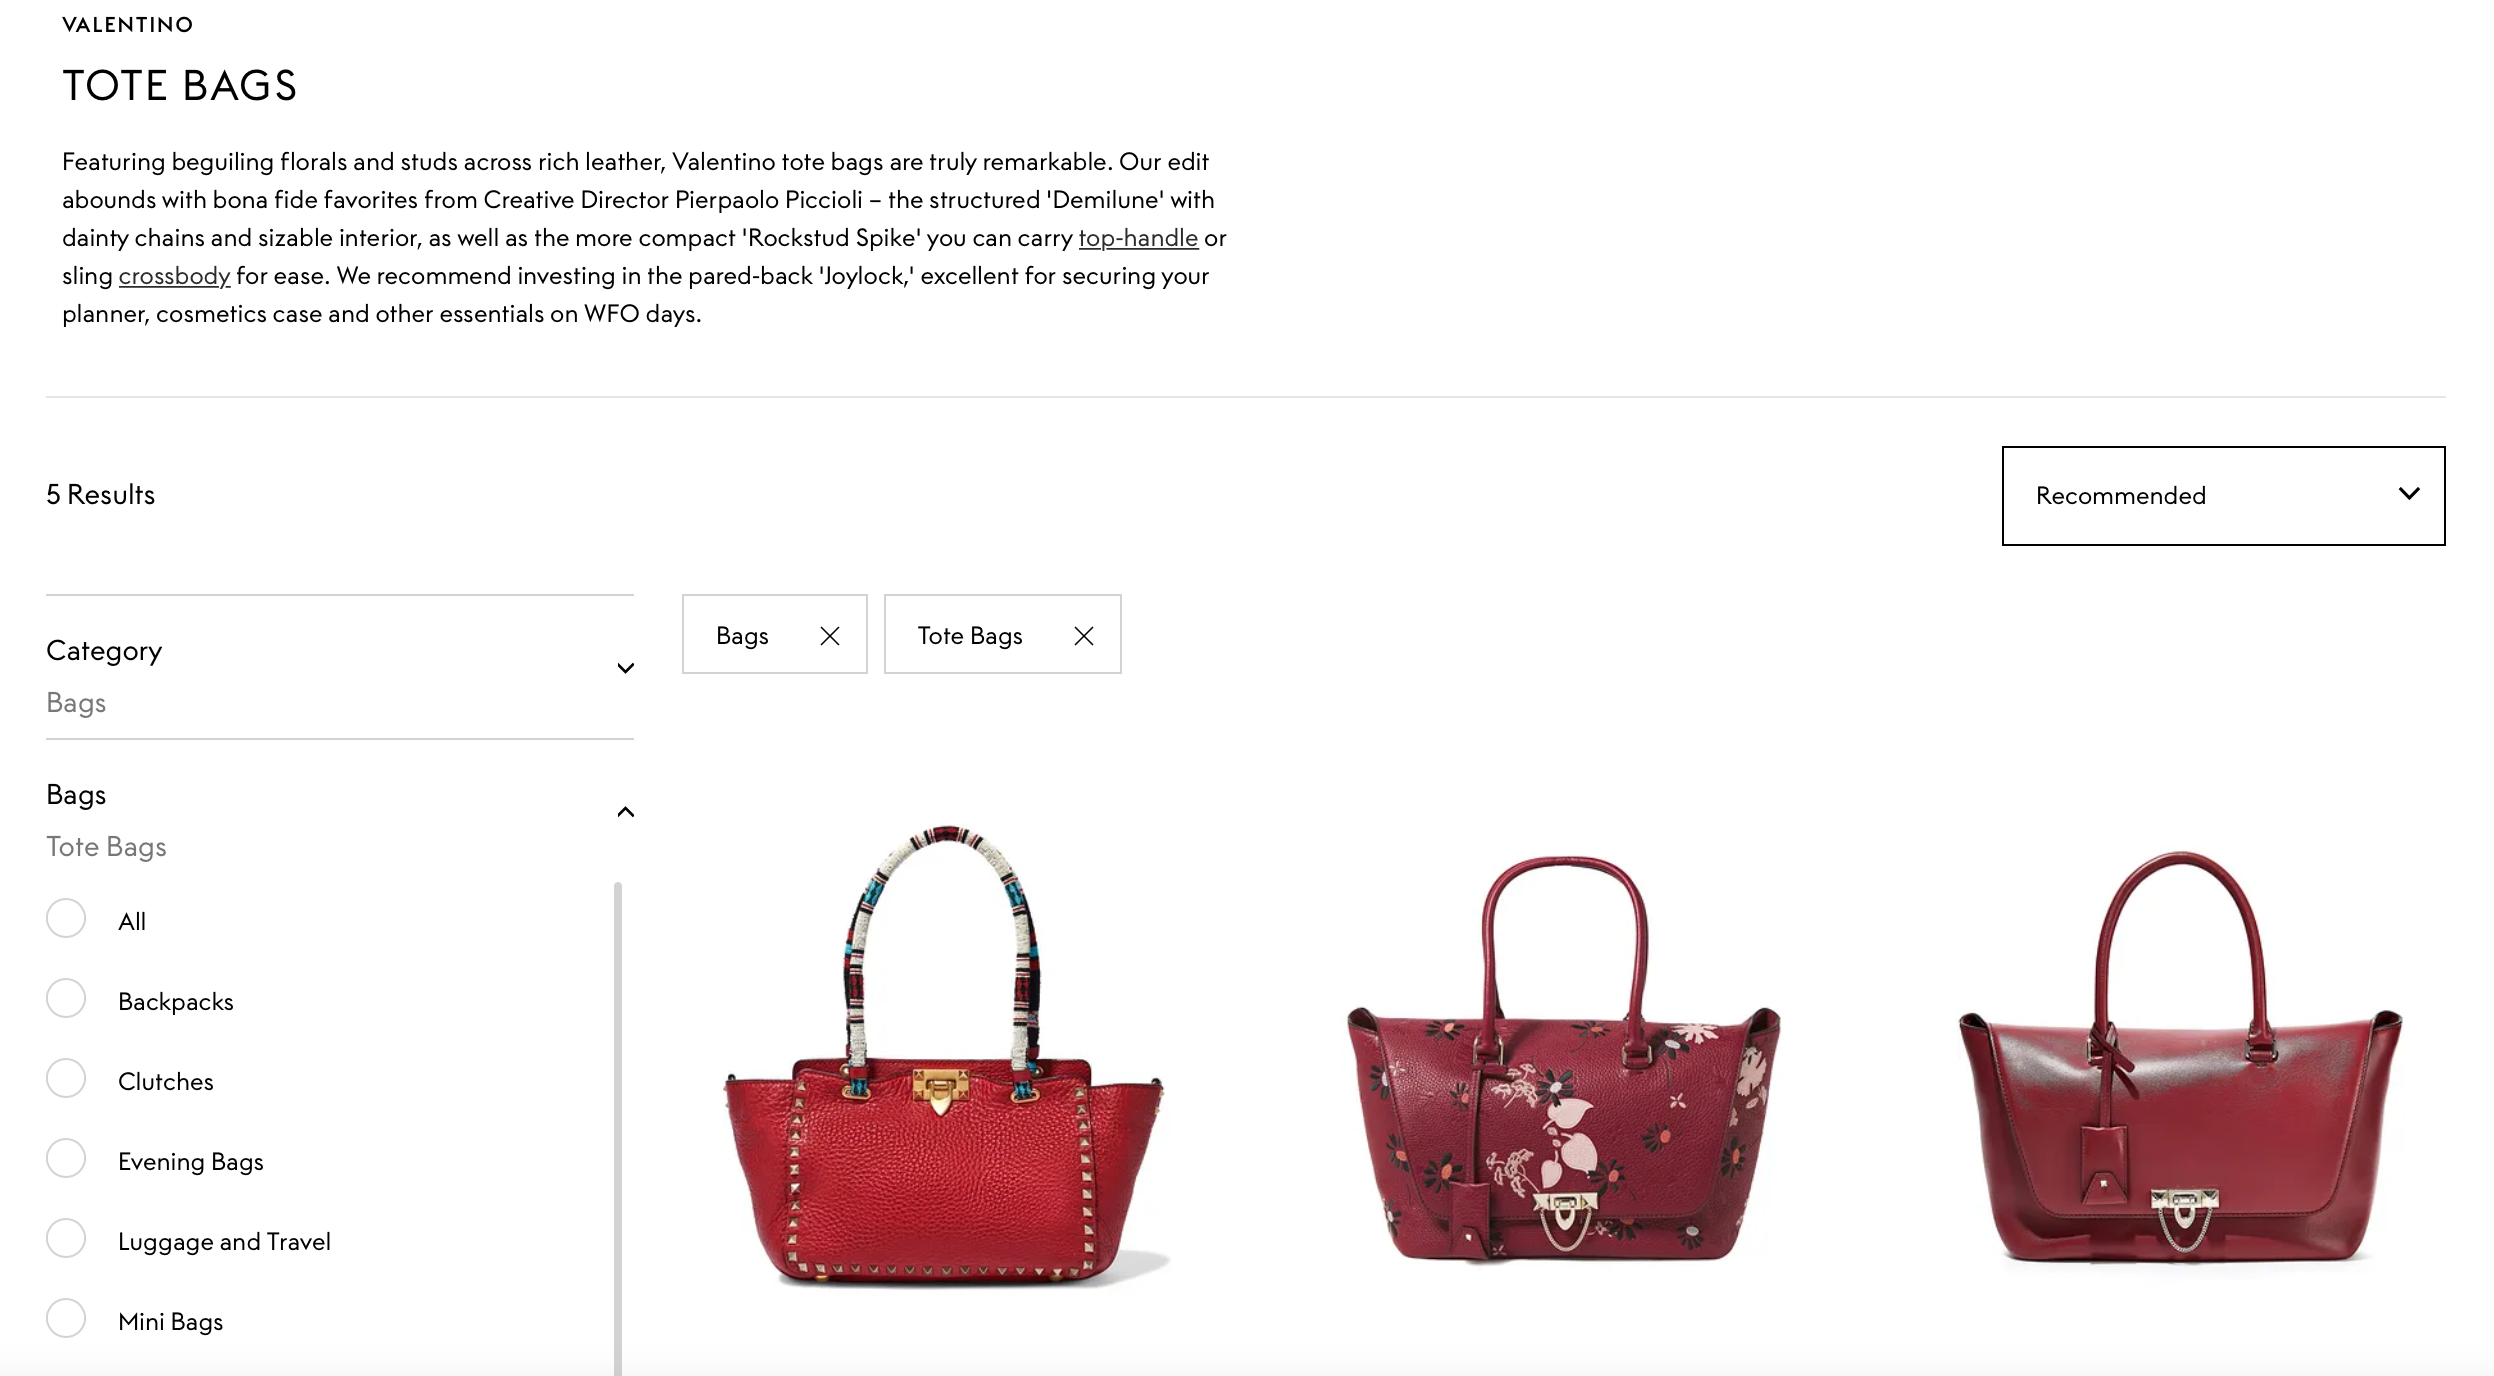 VALENTINO
TOTE BAGS
Featuring beguiling florals and studs across rich leather, Valentino tote bags are truly remarkable. Our edit
abounds with bona fide favorites from Creative Director Pierpaolo Piccioli – the structured 'Demilune' with
dainty chains and sizable interior, as well as the more compact 'Rockstud Spike' you can carry top-handle or
sling crossbody for ease. We recommend investing in the pared-back 'Joylock,' excellent for securing your
planner, cosmetics case and other essentials on WFO days.
5 Results
Recommended
Category
Bags
Bags
Tote Bags
All
Backpacks
Clutches
Evening Bags
Luggage and Travel
Mini Bags
Bags
Tote Bags